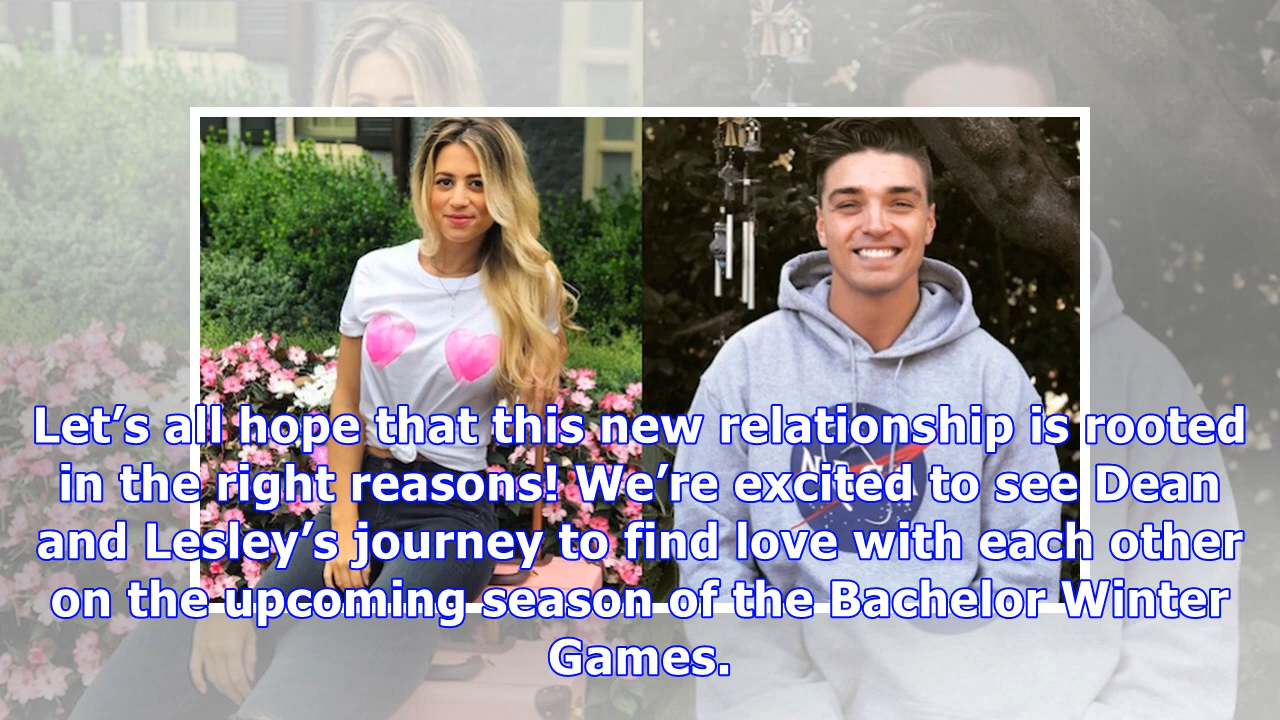 Let’s all hope that this new relationship is rooted
in the right reasons! We’re excited to see Dean
and Lesley’s journey to find love with each other
on the upcoming season of the Bachelor Winter
Games.